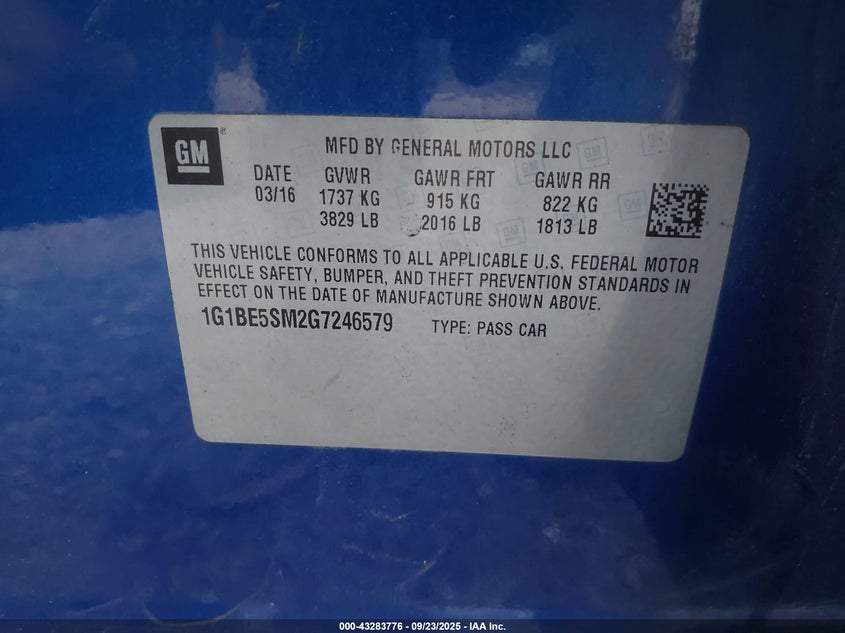 GM®
MFD BY GENERAL MOTORS LLC
DATE GVWR GAWR FRT GAWR RR
03/16 1737 KG 915 KG 822 KG
3829 LB 2016 LB 1813 LB
THIS VEHICLE CONFORMS TO ALL APPLICABLE U.S. FEDERAL MOTOR
VEHICLE SAFETY, BUMPER, AND THEFT PREVENTION STANDARDS IN
EFFECT ON THE DATE OF MANUFACTURE SHOWN ABOVE.
1G1BE5SM2G7246579 TYPE: PASS CAR
000-43283776 - 09/23/2025 - IAA Inc.